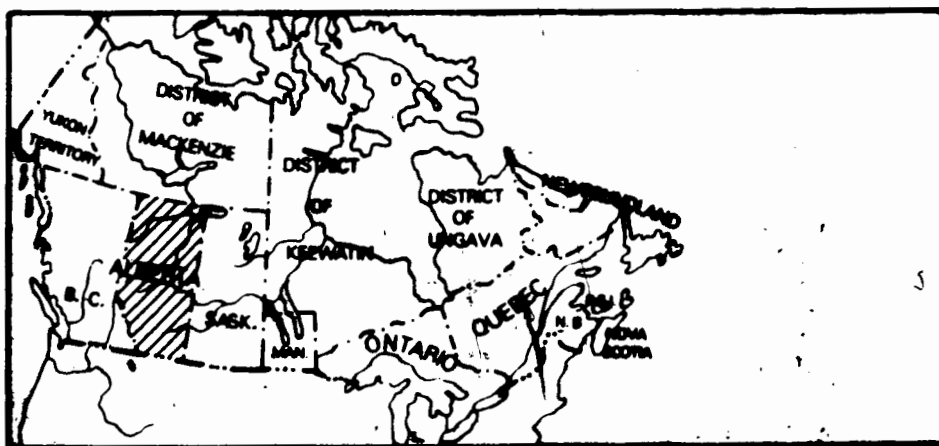 YUKON
TERRITORY
DISTRICT
OF
MACKENZIE
DISTRICT
OF
KEEWATIN
DISTRICT
OF
UNGAVA
NEWFOUNDLAND
B.C.
ALBERTA
SASK.
MAN.
ONTARIO
QUEBEC
N.B
NOVA
SCOTIA